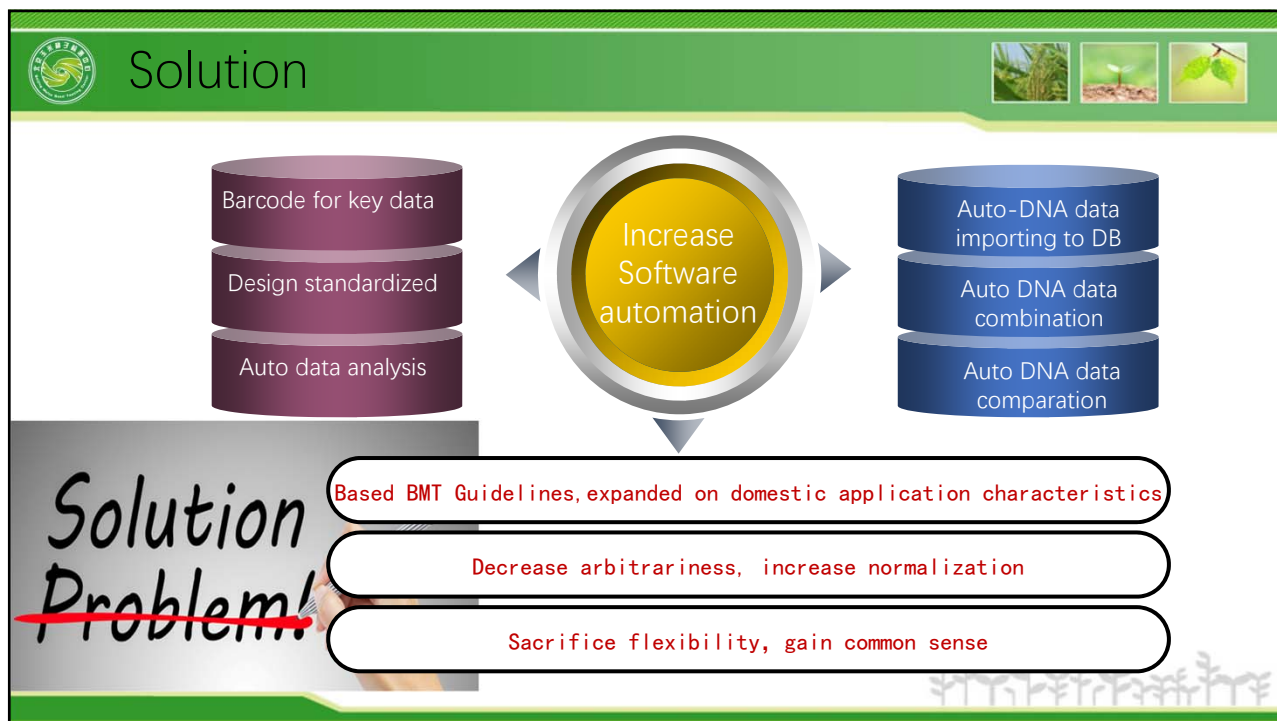 Solution
Barcode for key data
Design standardized
Auto data analysis
Increase
Software
automation
Auto-DNA data
importing to DB
Auto DNA data
combination
Auto DNA data
comparation
Solution
Problem!
Based BMT Guidelines,expanded on domestic application characteristics
Decrease arbitrariness, increase normalization
Sacrifice flexibility, gain common sense